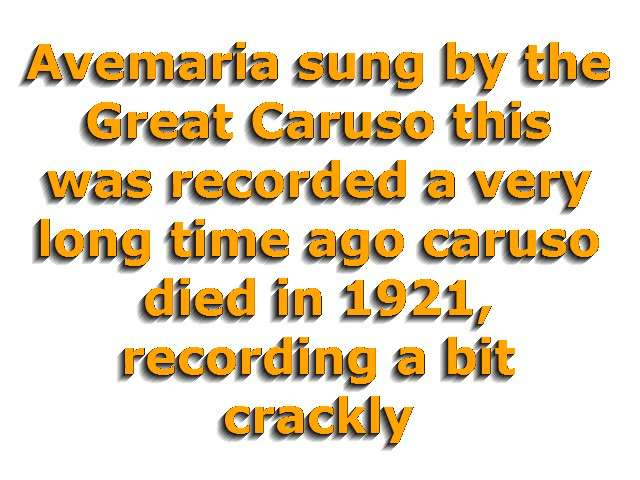 Avemaria sung by the
Great Caruso this
was recorded a very
long time ago caruso
died in 1921,
recording a bit
crackly